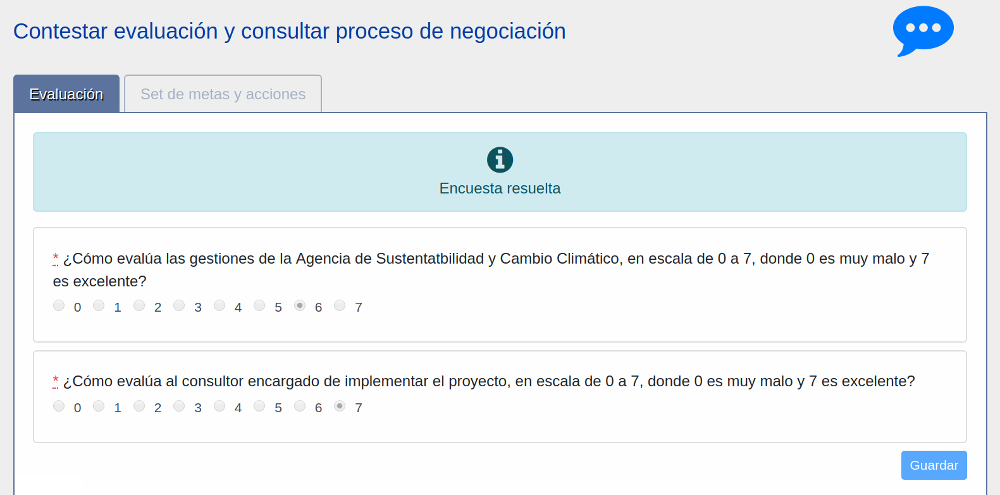 Contestar evaluación y consultar proceso de negociación
Evaluación
Set de metas y acciones
Encuesta resuelta
* ¿Cómo evalúa las gestiones de la Agencia de Sustentatbilidad y Cambio Climático, en escala de 0 a 7, donde 0 es muy malo y 7
es excelente?
0 1 2 3 4 5 6 7
* ¿Cómo evalúa al consultor encargado de implementar el proyecto, en escala de 0 a 7, donde 0 es muy malo y 7 es excelente?
0 1 2 3 4 5 6 7
Guardar